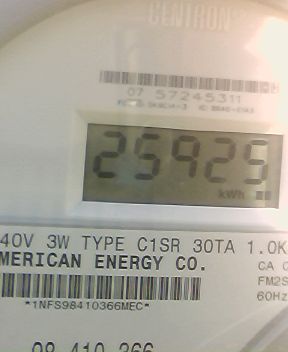 CENTRON
07 57245311
25925
kWh
40V 3W TYPE C1SR 30TA 1.0K
MERICAN ENERGY CO.
CA
FM2S
60Hz
*1NFS98410366MEC*
98 410 366